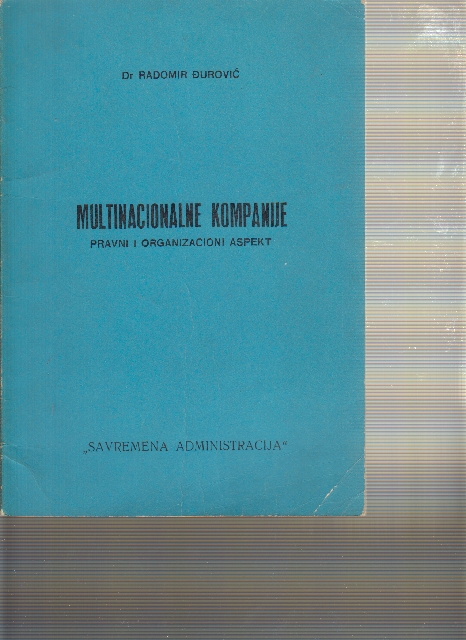 Dr RADOMIR ĐUROVIĆ
MULTINACIONALNE KOMPANIJE
PRAVNI I ORGANIZACIONI ASPEKT
„SAVREMENA ADMINISTRACIJA“